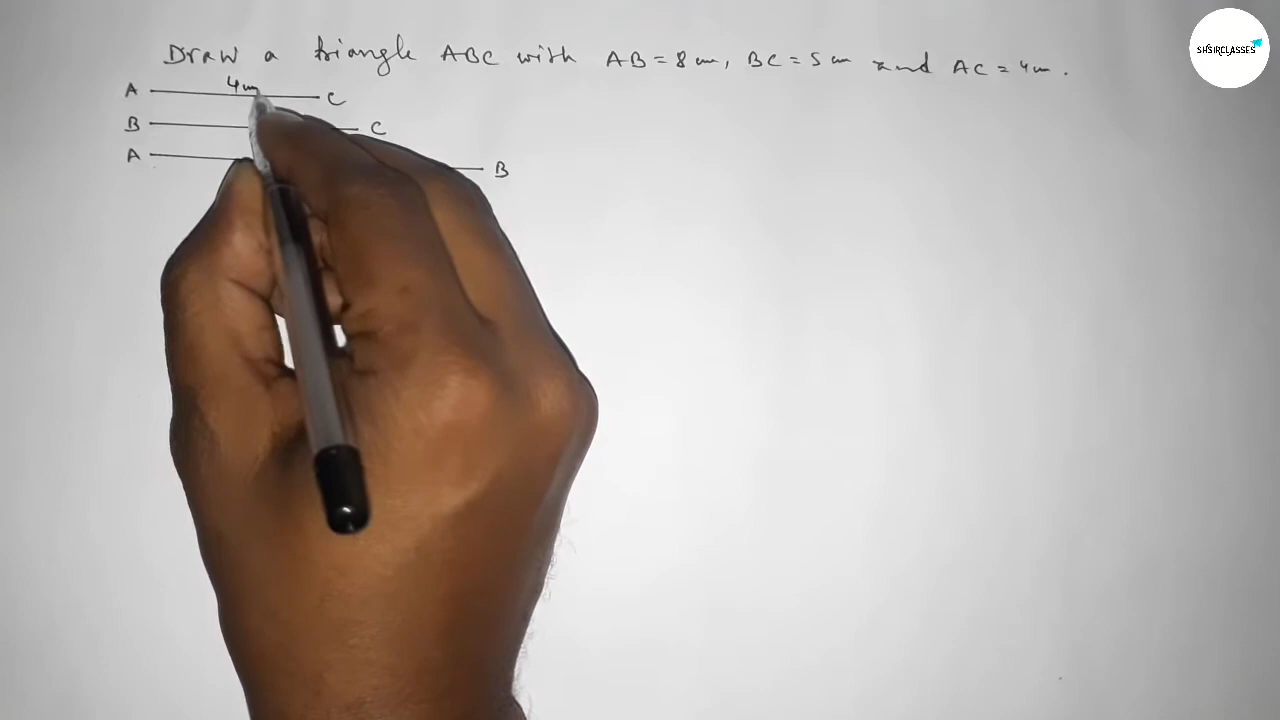 SHSIRCLASSES
Draw a triangle ABC with AB = 8 cm, BC = 5 cm and AC = 4 cm.
A 4cm C
B C
A B